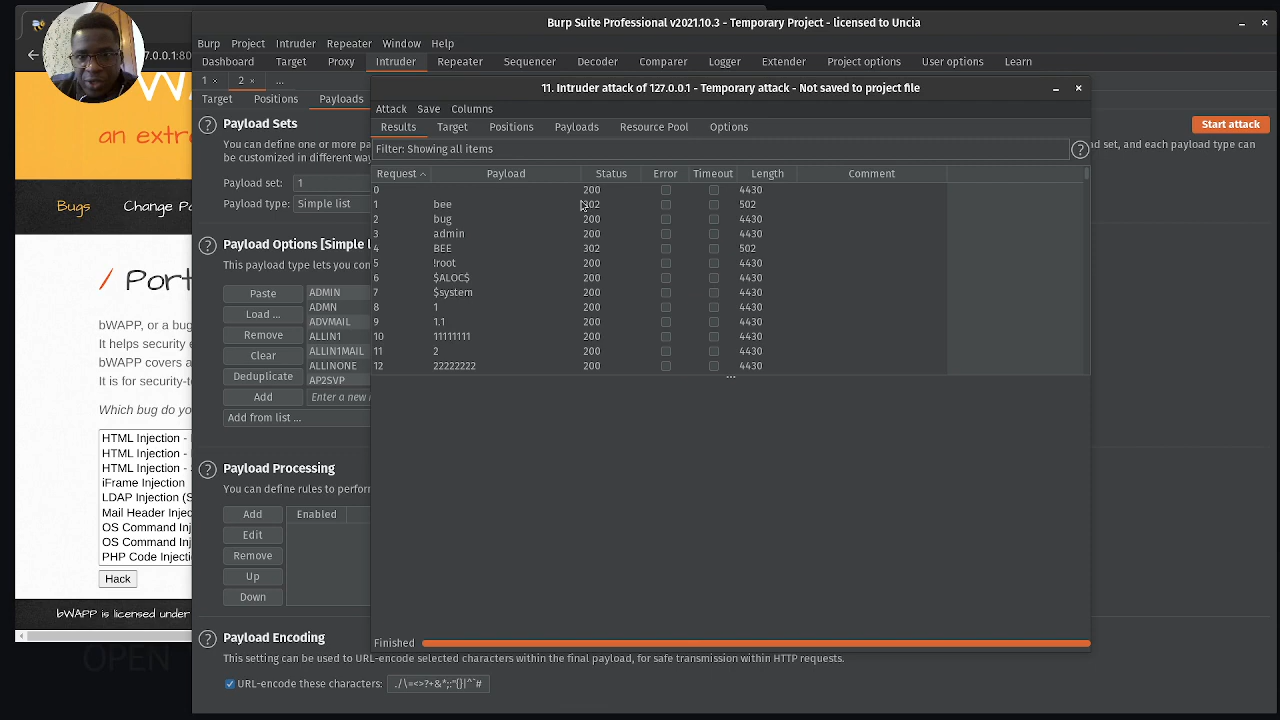 Burp Suite Professional v2021.10.3 - Temporary Project - licensed to Uncia
Burp Project Intruder Repeater Window Help
Dashboard Target Proxy Intruder Repeater Sequencer Decoder Comparer Logger Extender Project options User options Learn
1 × 2 × ...
Target Positions Payloads
Payload Sets
Start attack
You can define one or more pa
d set, and each payload type can
be customized in different way
Payload set: 1
Payload type: Simple list
Payload Options [Simple l
This payload type lets you con
Paste
Load ...
Remove
Clear
Deduplicate
Add
Enter a new
Add from list ...
ADMIN
ADMN
ADVMAIL
ALLIN1
ALLIN1MAIL
ALLINONE
AP2SVP
Payload Processing
You can define rules to perform
Add
Edit
Remove
Up
Down
Enabled
Payload Encoding
This setting can be used to URL-encode selected characters within the final payload, for safe transmission within HTTP requests.
URL-encode these characters:
11. Intruder attack of 127.0.0.1 - Temporary attack - Not saved to project file
Attack Save Columns
Results Target Positions Payloads Resource Pool Options
Filter: Showing all items
Request Payload Status Error Timeout Length Comment
0 200 4430
1 bee 302 502
2 bug 200 4430
3 admin 200 4430
4 BEE 302 502
5 !root 200 4430
6 $ALOC$ 200 4430
7 $system 200 4430
8 1 200 4430
9 1.1 200 4430
10 11111111 200 4430
11 2 200 4430
12 22222222 200 4430
...
Finished
27.0.0.1:80
an extre
Bugs Change Pa
/ Port
bWAPP, or a bug
It helps security e
bWAPP covers a
It is for security-t
Which bug do yo
HTML Injection -
HTML Injection -
HTML Injection -
iFrame Injection
LDAP Injection (S
Mail Header Injec
OS Command Inj
OS Command Inj
PHP Code Injecti
Hack
bWAPP is licensed under
OPEN